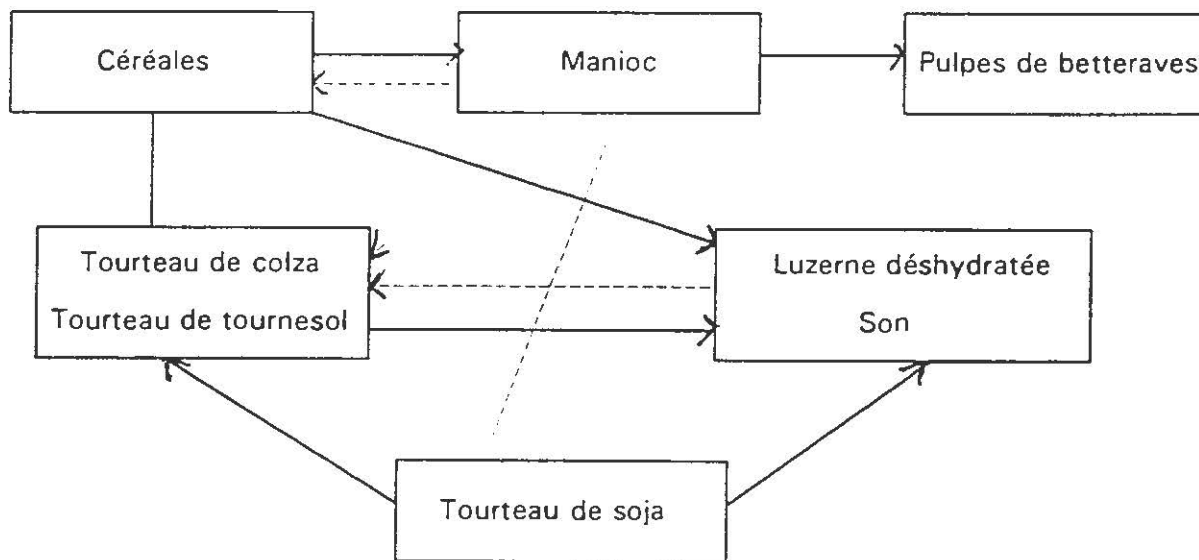 Céréales
Manioc
Pulpes de betteraves
Tourteau de colza
Tourteau de tournesol
Luzerne déshydratée
Son
Tourteau de soja